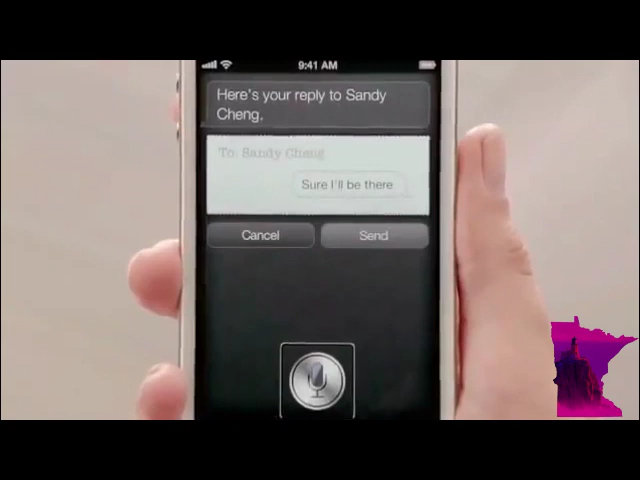 9:41 AM
Here's your reply to Sandy
Cheng.
To: Sandy Cheng
Sure I'll be there
Cancel
Send